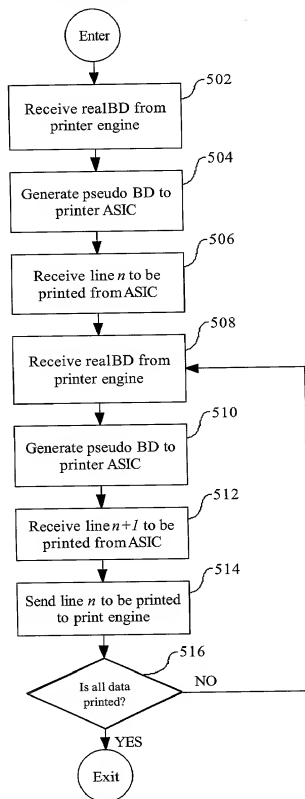 Enter
502
Receive realBD from
printer engine
504
Generate pseudo BD to
printer ASIC
506
Receive line n to be
printed from ASIC
508
Receive realBD from
printer engine
510
Generate pseudo BD to
printer ASIC
512
Receive line n+1 to be
printed from ASIC
514
Send line n to be printed
to print engine
516
Is all data
printed?
NO
YES
Exit